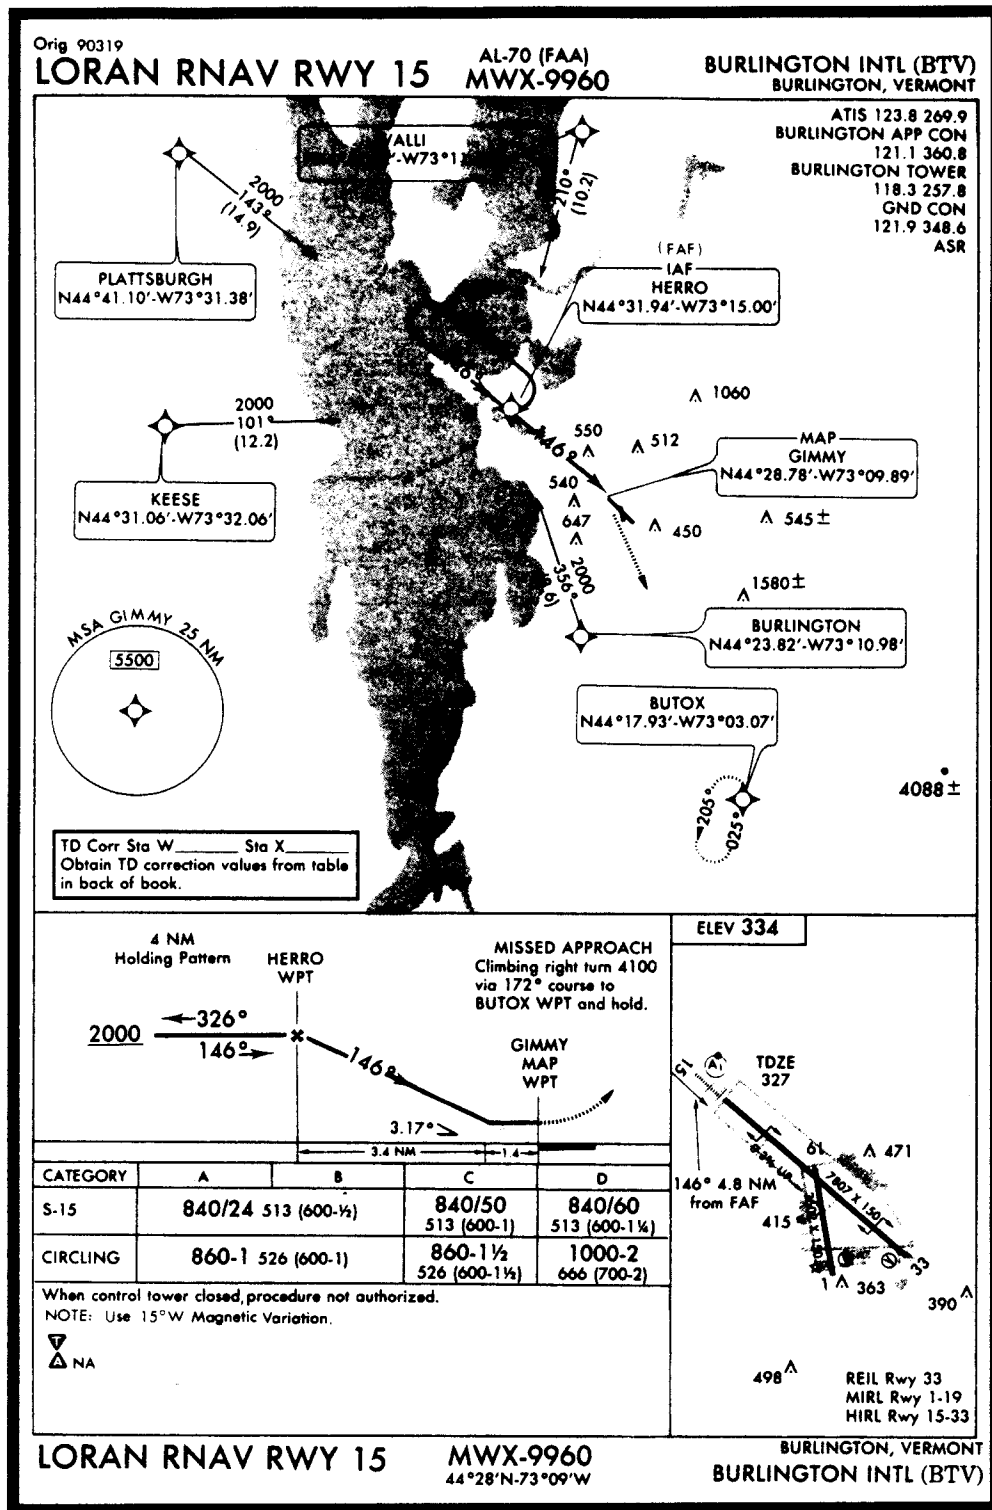 Orig 90319
LORAN RNAV RWY 15
AL-70 (FAA)
MWX-9960
BURLINGTON INTL (BTV)
BURLINGTON, VERMONT
ATIS 123.8 269.9
BURLINGTON APP CON
121.1 360.8
BURLINGTON TOWER
118.3 257.8
GND CON
121.9 348.6
ASR
2000
143°
(14.9)
210°
(10.2)
PLATTSBURGH
N44°41.10'-W73°31.38'
(FAF)
IAF
HERRO
N44°31.94'-W73°15.00'
1060
2000
101°
(12.2)
146°
550
512
MAP
GIMMY
N44°28.78'-W73°09.89'
540
647
450
545±
KEESE
N44°31.06'-W73°32.06'
2000
356°
1580±
BURLINGTON
N44°23.82'-W73°10.98'
MSA GIMMY 25 NM
5500
BUTOX
N44°17.93'-W73°03.07'
205°
025°
4088±
TD Corr Sta W______ Sta X______
Obtain TD correction values from table
in back of book.
4 NM
Holding Pattern
HERRO
WPT
MISSED APPROACH
Climbing right turn 4100
via 172° course to
BUTOX WPT and hold.
326°
2000
146°
146°
GIMMY
MAP
WPT
3.17°
3.4 NM
1.4
ELEV 334
TDZE
327
15
A
19
471
146° 4.8 NM
from FAF
7807 X 150
415
33
1
363
390
498
REIL Rwy 33
MIRL Rwy 1-19
HIRL Rwy 15-33
CATEGORY A B C D
S-15 840/24 513 (600-½) 840/50 513 (600-1) 840/60 513 (600-1¼)
CIRCLING 860-1 526 (600-1) 860-1½ 526 (600-1½) 1000-2 666 (700-2)
When control tower closed, procedure not authorized.
NOTE: Use 15°W Magnetic Variation.
T
A NA
LORAN RNAV RWY 15
MWX-9960
44°28'N-73°09'W
BURLINGTON, VERMONT
BURLINGTON INTL (BTV)